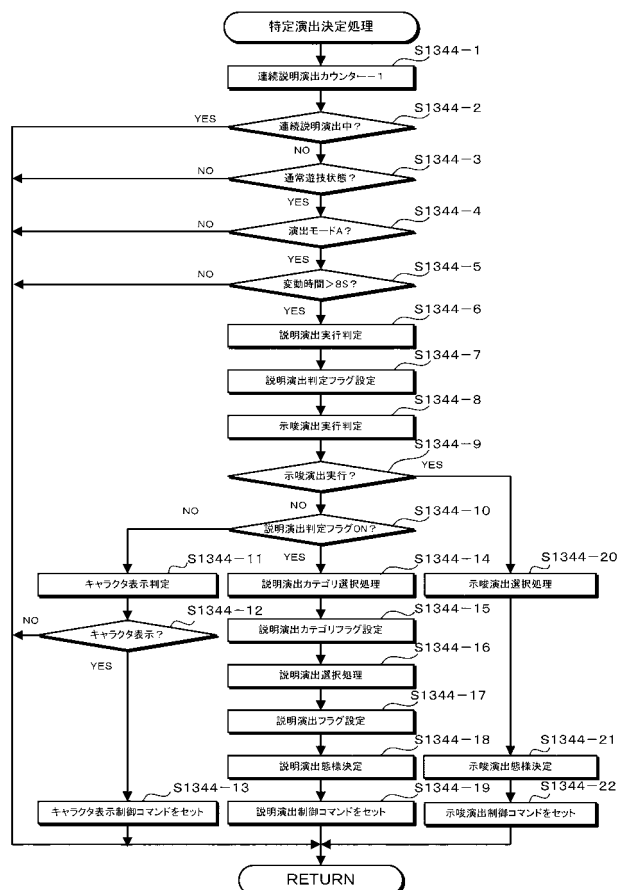 特定演出決定処理
S1344-1
連続説明演出カウンター－1
S1344-2
YES
連続説明演出中？
NO
S1344-3
NO
通常遊技状態？
YES
S1344-4
NO
演出モードA？
YES
S1344-5
NO
変動時間＞8S？
YES
S1344-6
説明演出実行判定
S1344-7
説明演出判定フラグ設定
S1344-8
示唆演出実行判定
S1344-9
示唆演出実行？
YES
NO
S1344-10
NO
説明演出判定フラグON？
S1344-11
YES
S1344-14
S1344-20
キャラクタ表示判定
説明演出カテゴリ選択処理
示唆演出選択処理
S1344-12
S1344-15
NO
キャラクタ表示？
説明演出カテゴリフラグ設定
YES
S1344-16
説明演出選択処理
S1344-17
説明演出フラグ設定
S1344-18
S1344-21
説明演出態様決定
示唆演出態様決定
S1344-13
S1344-19
S1344-22
キャラクタ表示制御コマンドをセット
説明演出制御コマンドをセット
示唆演出制御コマンドをセット
RETURN